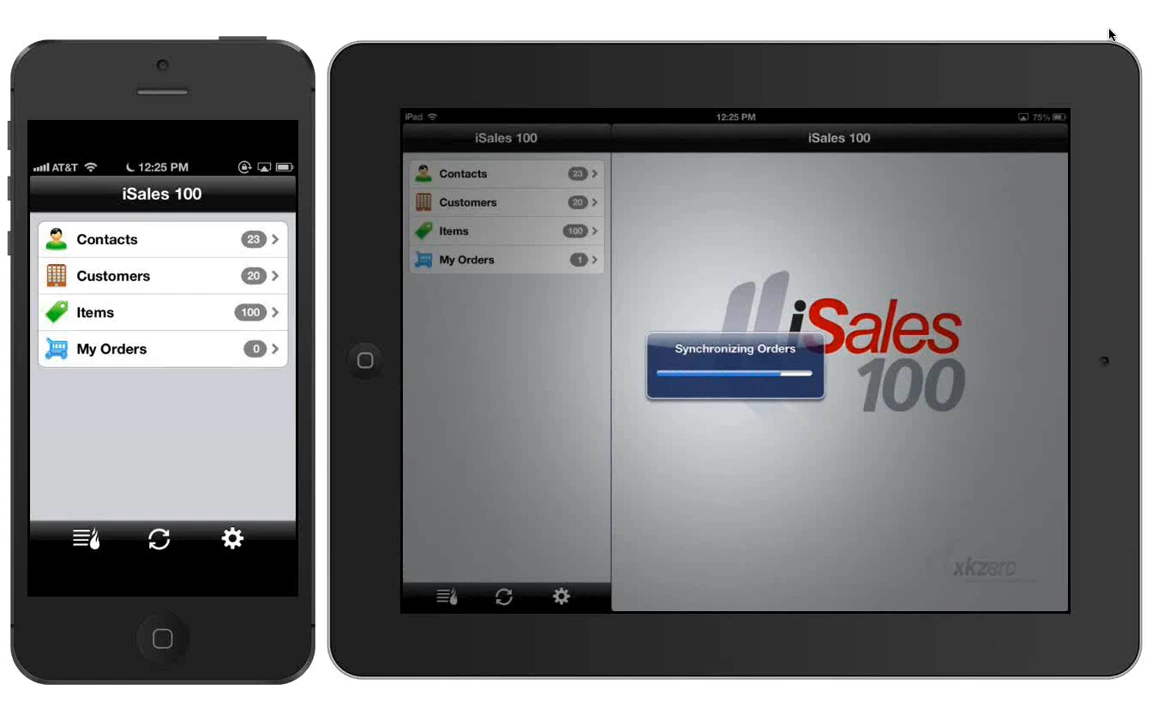 AT&T 12:25 PM
iSales 100
Contacts 23
Customers 20
Items 100
My Orders 0
iPad 12:25 PM 75%
iSales 100
iSales 100
Contacts 23
Customers 20
Items 100
My Orders 1
iSales
100
Synchronizing Orders
xkzero